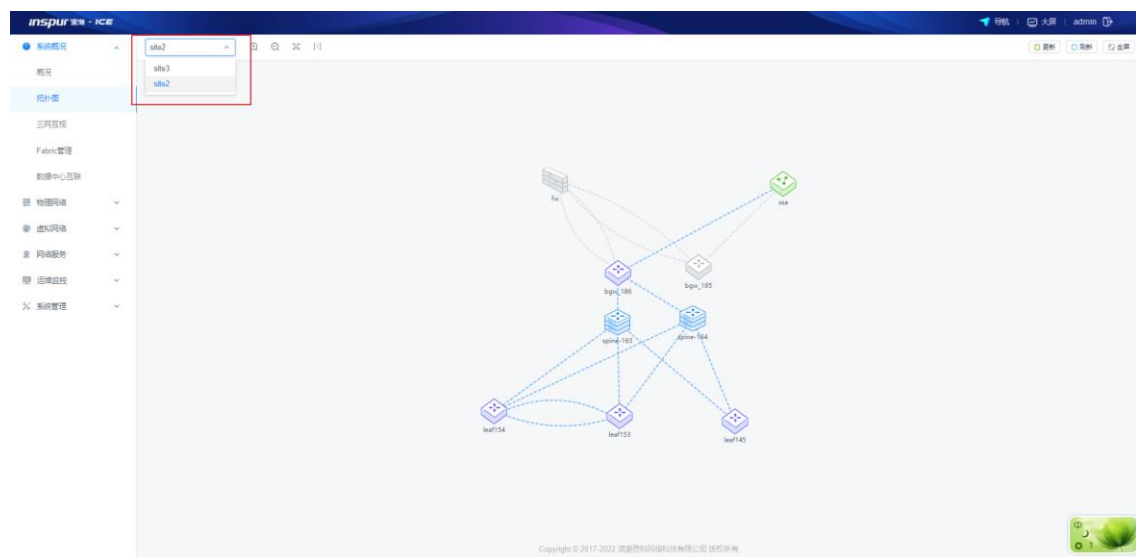 inspur 浪潮 - ICE
导航
大屏
admin
系统概况
site2
更新
刷新
全屏
site3
site2
概况
拓扑图
三网互视
Fabric管理
数据中心互联
物理网络
虚拟网络
网络服务
运维监控
系统管理
fw
ssa
bgw_186
bgw_185
spine-163
spine-164
leaf154
leaf153
leaf145
中
Copyright © 2017-2022 浪潮思科网络科技有限公司 版权所有